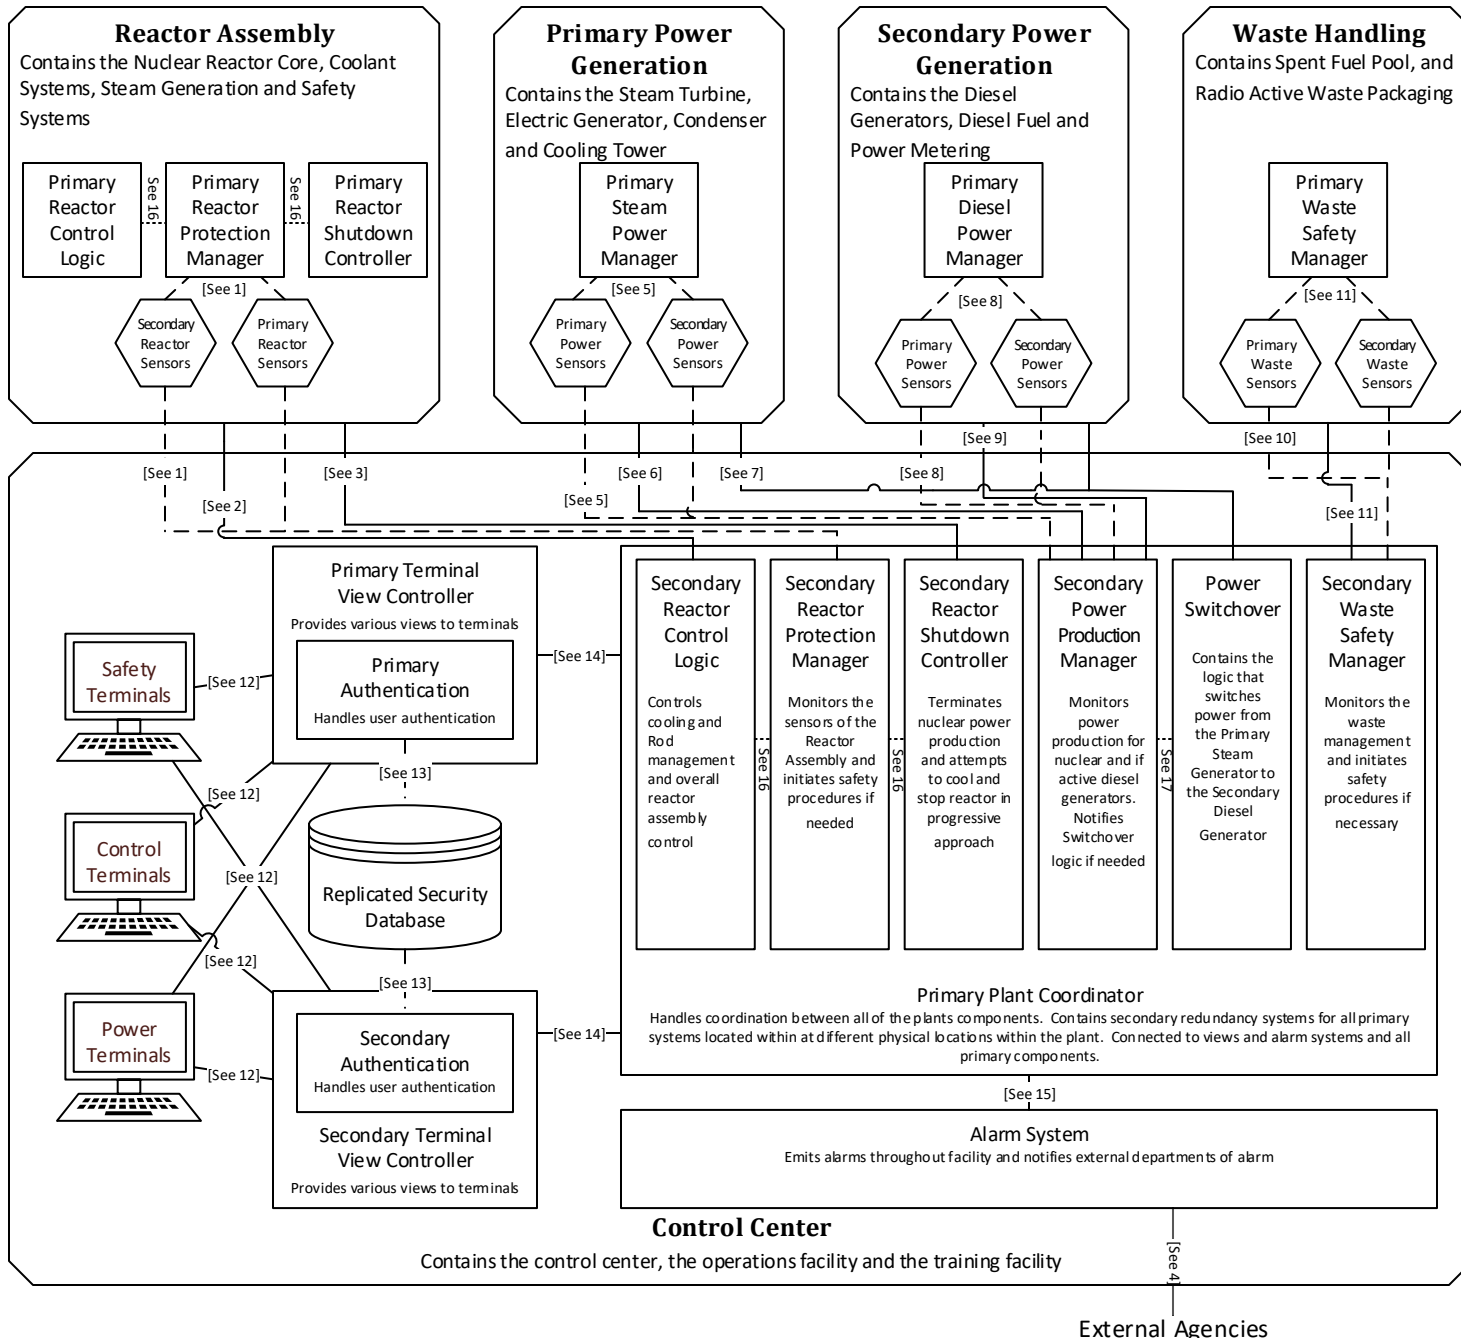 Reactor Assembly
Contains the Nuclear Reactor Core, Coolant
Systems, Steam Generation and Safety
Systems
Primary
Reactor
Control
Logic
See 16
Primary
Reactor
Protection
Manager
See 16
Primary
Reactor
Shutdown
Controller
[See 1]
Secondary
Reactor
Sensors
Primary
Reactor
Sensors
Primary Power
Generation
Contains the Steam Turbine,
Electric Generator, Condenser
and Cooling Tower
Primary
Steam
Power
Manager
[See 5]
Primary
Power
Sensors
Secondary
Power
Sensors
Secondary Power
Generation
Contains the Diesel
Generators, Diesel Fuel and
Power Metering
Primary
Diesel
Power
Manager
[See 8]
Primary
Power
Sensors
Secondary
Power
Sensors
Waste Handling
Contains Spent Fuel Pool, and
Radio Active Waste Packaging
Primary
Waste
Safety
Manager
[See 11]
Primary
Waste
Sensors
Secondary
Waste
Sensors
[See 1]
[See 2]
[See 3]
[See 5]
[See 6]
[See 7]
[See 8]
[See 9]
[See 10]
[See 11]
Primary Terminal
View Controller
Provides various views to terminals
Primary
Authentication
Handles user authentication
Safety
Terminals
[See 12]
[See 12]
Control
Terminals
[See 12]
[See 12]
Power
Terminals
[See 12]
[See 13]
Replicated Security
Database
[See 13]
Secondary
Authentication
Handles user authentication
Secondary Terminal
View Controller
Provides various views to terminals
[See 14]
[See 14]
Secondary
Reactor
Control
Logic
Controls
cooling and
Rod
management
and overall
reactor
assembly
control
See 16
Secondary
Reactor
Protection
Manager
Monitors the
sensors of the
Reactor
Assembly and
initiates safety
procedures if
needed
See 16
Secondary
Reactor
Shutdown
Controller
Terminates
nuclear power
production
and attempts
to cool and
stop reactor in
progressive
approach
Secondary
Power
Production
Manager
Monitors
power
production for
nuclear and if
active diesel
generators.
Notifies
Switchover
logic if needed
See 17
Power
Switchover
Contains the
logic that
switches
power from
the Primary
Steam
Generator to
the Secondary
Diesel
Generator
Secondary
Waste
Safety
Manager
Monitors the
waste
management
and initiates
safety
procedures if
necessary
Primary Plant Coordinator
Handles coordination between all of the plants components. Contains secondary redundancy systems for all primary
systems located within at different physical locations within the plant. Connected to views and alarm systems and all
primary components.
[See 15]
Alarm System
Emits alarms throughout facility and notifies external departments of alarm
Control Center
Contains the control center, the operations facility and the training facility
[See 4]
External Agencies